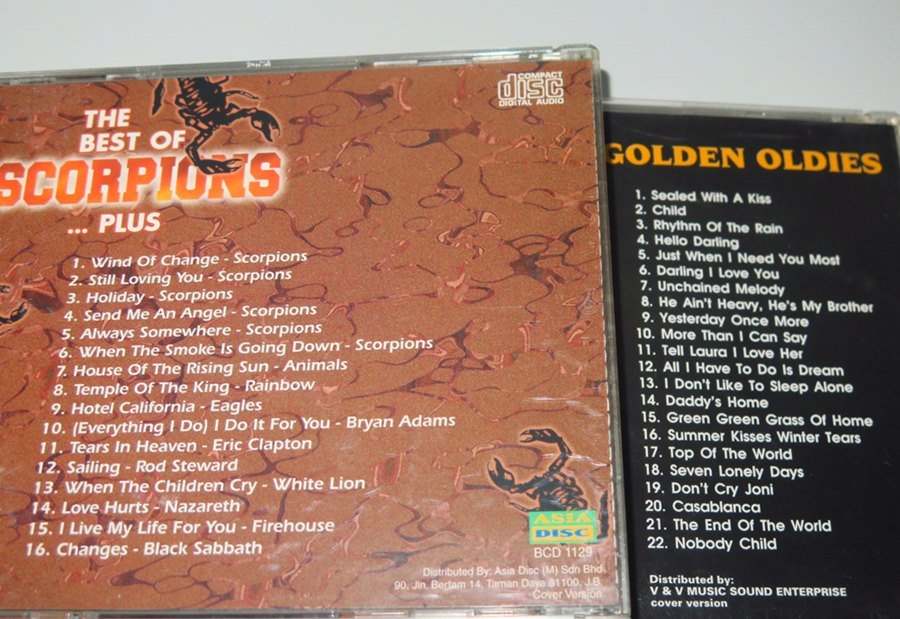 THE
BEST OF
SCORPIONS
... PLUS
COMPACT
disc
DIGITAL AUDIO
1. Wind Of Change - Scorpions
2. Still Loving You - Scorpions
3. Holiday - Scorpions
4. Send Me An Angel - Scorpions
5. Always Somewhere - Scorpions
6. When The Smoke Is Going Down - Scorpions
7. House Of The Rising Sun - Animals
8. Temple Of The King - Rainbow
9. Hotel California - Eagles
10. (Everything I Do) I Do It For You - Bryan Adams
11. Tears In Heaven - Eric Clapton
12. Sailing - Rod Steward
13. When The Children Cry - White Lion
14. Love Hurts - Nazareth
15. I Live My Life For You - Firehouse
16. Changes - Black Sabbath
ASIA
DISC
BCD 1129
Distributed By: Asia Disc (M) Sdn Bhd
90, Jln. Bertam 14, Taman Daya 81100, J.B.
Cover Version
GOLDEN OLDIES
1. Sealed With A Kiss
2. Child
3. Rhythm Of The Rain
4. Hello Darling
5. Just When I Need You Most
6. Darling I Love You
7. Unchained Melody
8. He Ain't Heavy, He's My Brother
9. Yesterday Once More
10. More Than I Can Say
11. Tell Laura I Love Her
12. All I Have To Do Is Dream
13. I Don't Like To Sleep Alone
14. Daddy's Home
15. Green Green Grass Of Home
16. Summer Kisses Winter Tears
17. Top Of The World
18. Seven Lonely Days
19. Don't Cry Joni
20. Casablanca
21. The End Of The World
22. Nobody Child
Distributed by:
V & V MUSIC SOUND ENTERPRISE
cover version